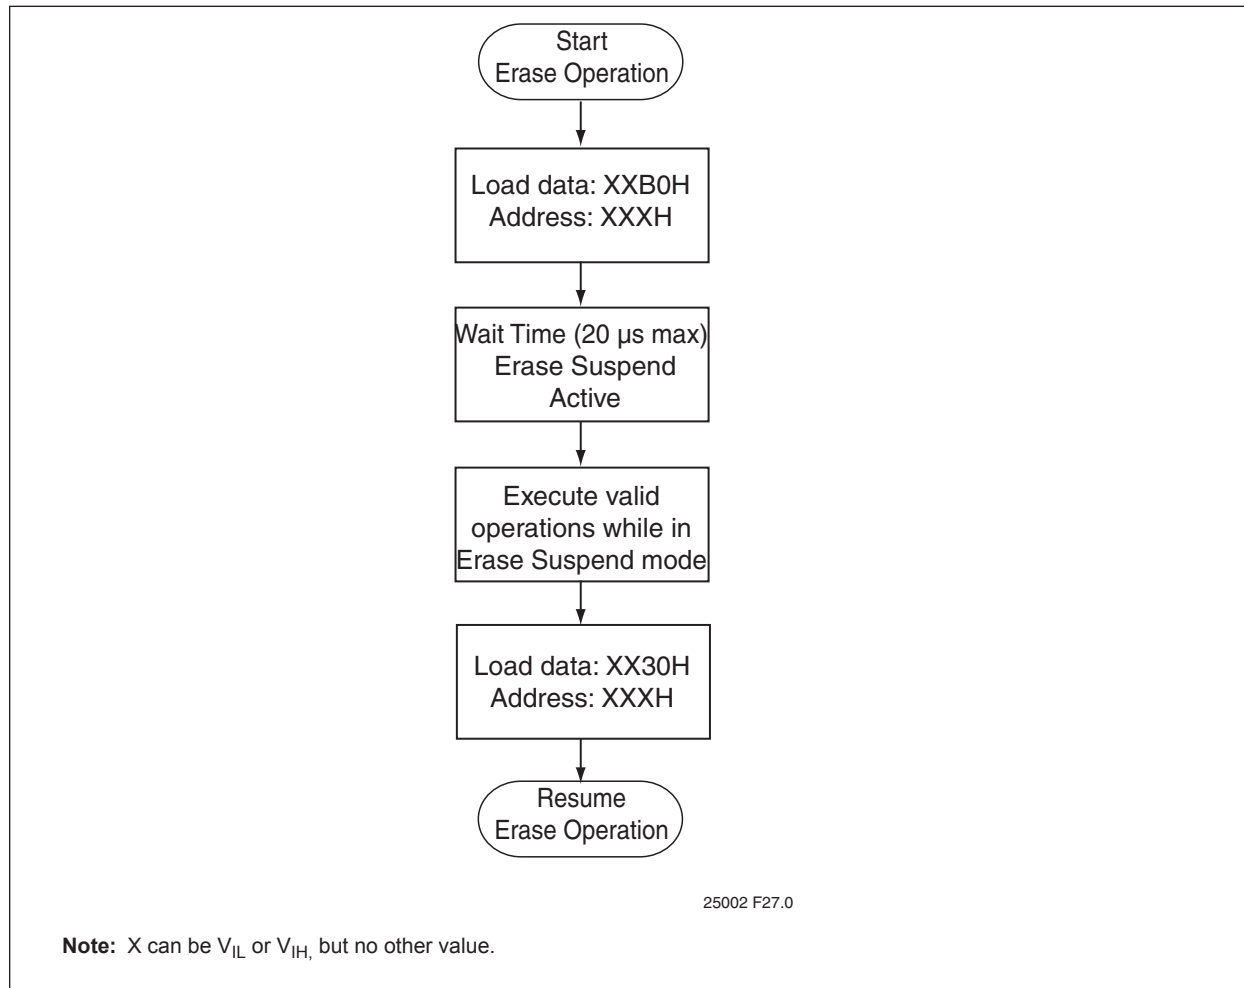 Start
Erase Operation
Load data: XXB0H
Address: XXXH
Wait Time (20 µs max)
Erase Suspend
Active
Execute valid
operations while in
Erase Suspend mode
Load data: XX30H
Address: XXXH
Resume
Erase Operation
25002 F27.0
Note: X can be VIL or VIH, but no other value.